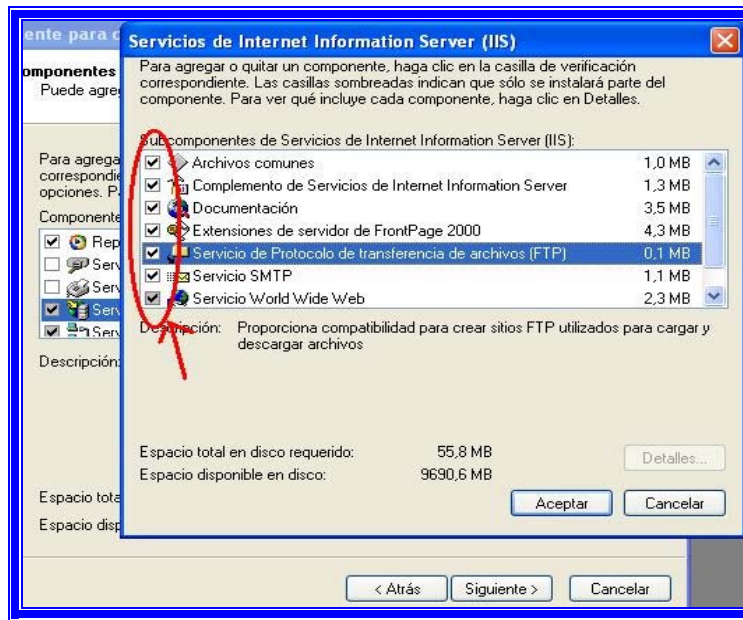 ente para c
Servicios de Internet Information Server (IIS)
omponentes
Puede agre
Para agregar o quitar un componente, haga clic en la casilla de verificación
correspondiente. Las casillas sombreadas indican que sólo se instalará parte del
componente. Para ver qué incluye cada componente, haga clic en Detalles.
Subcomponentes de Servicios de Internet Information Server (IIS):
Archivos comunes 1,0 MB
Complemento de Servicios de Internet Information Server 1,3 MB
Documentación 3,5 MB
Extensiones de servidor de FrontPage 2000 4,3 MB
Servicio de Protocolo de transferencia de archivos (FTP) 0,1 MB
Servicio SMTP 1,1 MB
Servicio World Wide Web 2,3 MB
Descripción: Proporciona compatibilidad para crear sitios FTP utilizados para cargar y
descargar archivos
Espacio total en disco requerido: 55,8 MB
Espacio disponible en disco: 9690,6 MB
Detalles...
Aceptar Cancelar
Para agrega
correspondie
opciones. P
Componente
Rep
Serv
Serv
Serv
Serv
Descripción:
Espacio tota
Espacio disp
< Atrás Siguiente > Cancelar